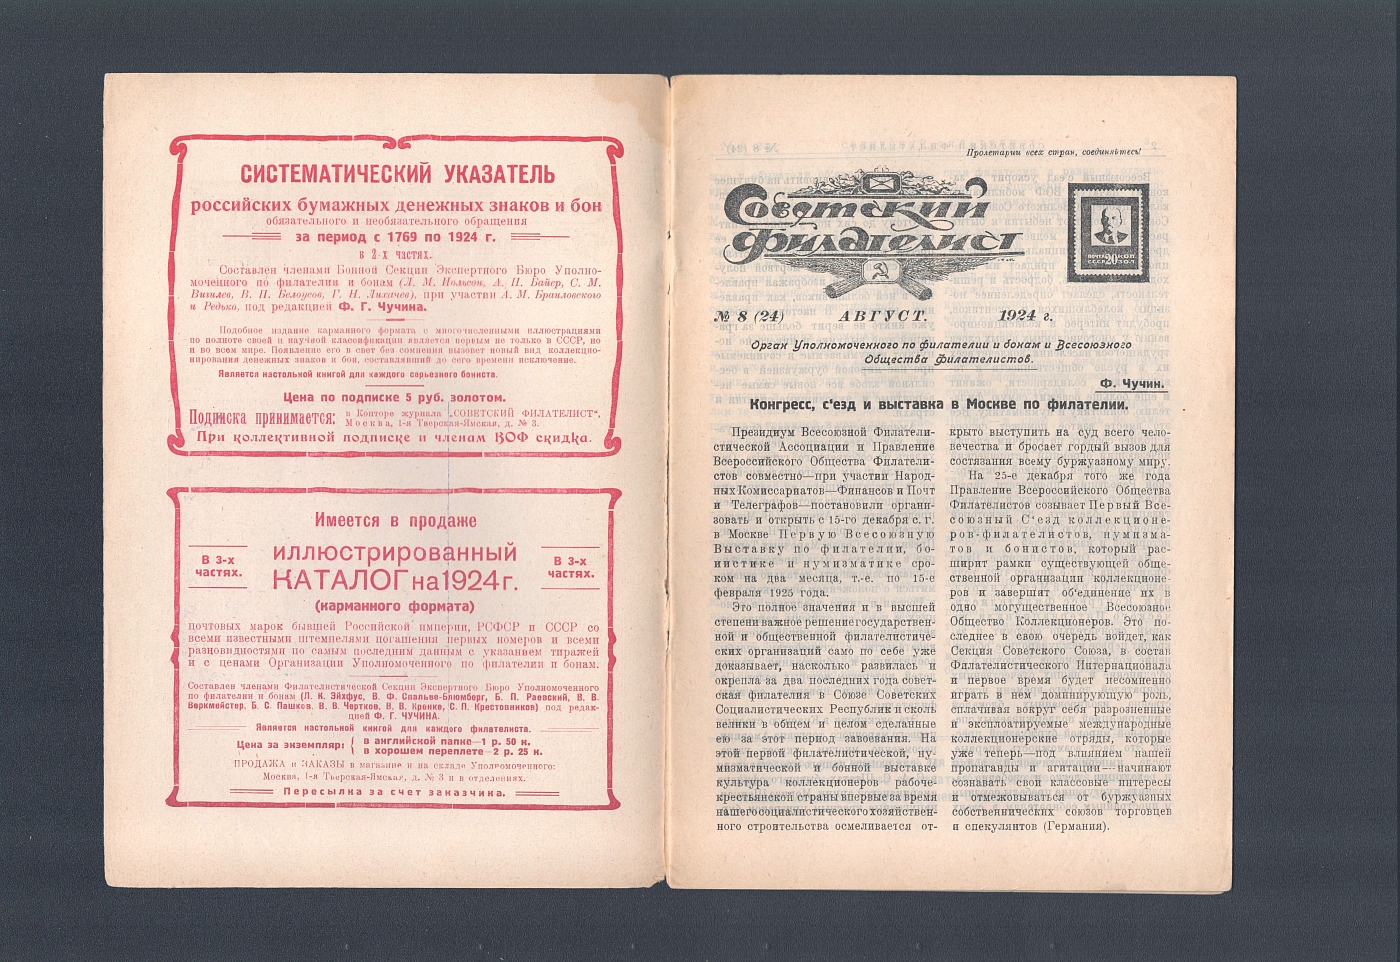 СИСТЕМАТИЧЕСКИЙ УКАЗАТЕЛЬ
российских бумажных денежных знаков и бон
обязательного и необязательного обращения
за период с 1769 по 1924 г.
в 2-х частях.
Составлен членами Бонной Секции Экспертного Бюро Уполно-
моченного по филателии и бонам (Л. М. Иольсон, А. П. Байер, С. М.
Визилев, В. П. Белоусов, Г. Н. Лихачев), при участии А. М. Браиловского
и Редько, под редакцией Ф. Г. Чучина.
Подобное издание карманного формата с многочисленными иллюстрациями
по полноте своей и научной классификации является первым не только в СССР, но
и во всем мире. Появление его в свет без сомнения вызовет новый вид коллекцио-
нирования денежных знаков и бон, составлявший до сего времени исключение.
Является настольной книгой для каждого серьезного бониста.
Цена по подписке 5 руб. золотом.
Подписка принимается: в Конторе журнала „СОВЕТСКИЙ ФИЛАТЕЛИСТ“,
Москва, 1-я Тверская-Ямская, д. № 3.
При коллективной подписке и членам ВОФ скидка.
Имеется в продаже
В 3-х
частях.
ИЛЛЮСТРИРОВАННЫЙ
КАТАЛОГ на 1924 г.
В 3-х
частях.
(карманного формата)
почтовых марок бывшей Российской империи, РСФСР и СССР со
всеми известными штемпелями погашения первых номеров и всеми
разновидностями по самым последним данным с указанием тиражей
и с ценами Организации Уполномоченного по филателии и бонам.
Составлен членами Филателистической Секции Экспертного Бюро Уполномоченного
по филателии и бонам (Л. К. Эйхфус, В. Ф. Спальве-Блюмберг, Б. П. Раевский, В. В.
Веркмейстер, Б. С. Пашков, В. В. Чертков, В. В. Кренке, С. П. Крестовников) под редак-
цией Ф. Г. ЧУЧИНА.
Является настольной книгой для каждого филателиста.
Цена за экземпляр: { в английской папке—1 р. 50 к.
в хорошем переплете—2 р. 25 к.
ПРОДАЖА и ЗАКАЗЫ в магазине и на складе Уполномоченного:
Москва, 1-я Тверская-Ямская, д. № 3 и в отделениях.
Пересылка за счет заказчика.
Пролетарии всех стран, соединяйтесь!
Советский
Филателист
ПОЧТА 20 КОП.
СССР ЗОЛ.
№ 8 (24) АВГУСТ. 1924 г.
Орган Уполномоченного по филателии и бонам и Всесоюзного
Общества филателистов.
Ф. Чучин.
Конгресс, с‘езд и выставка в Москве по филателии.
Президиум Всесоюзной Филатели-
стической Ассоциации и Правление
Всероссийского Общества Филатели-
стов совместно—при участии Народ-
ных Комиссариатов—Финансов и Почт
и Телеграфов—постановили органи-
зовать и открыть с 15-го декабря с. г.
в Москве Первую Всесоюзную
Выставку по филателии, бо-
нистике и нумизматике сро-
ком на два месяца, т.-е. по 15-е
февраля 1925 года.
Это полное значения и в высшей
степени важное решение государствен-
ной и общественной филателистиче-
ских организаций само по себе уже
доказывает, насколько развилась и
окрепла за два последних года совет-
ская филателия в Союзе Советских
Социалистических Республик и сколь
велики в общем и целом сделанные
ею за этот период завоевания. На
этой первой филателистической, ну-
мизматической и бонной выставке
культура коллекционеров рабоче-
крестьянской страны впервые за время
нашего социалистического хозяйствен-
ного строительства осмеливается от-
крыто выступить на суд всего чело-
вечества и бросает гордый вызов для
состязания всему буржуазному миру.
На 25-е декабря того же года
Правление Всероссийского Общества
Филателистов созывает Первый Все-
союзный С‘езд коллекционе-
ров-филателистов, нумизма-
тов и бонистов, который рас-
ширит рамки существующей обще-
ственной организации коллекционе-
ров и завершит об‘единение их в
одно могущественное Всесоюзное
Общество Коллекционеров. Это по-
следнее в свою очередь войдет, как
Секция Советского Союза, в состав
Филателистического Интернационала
и первое время будет несомненно
играть в нем доминирующую роль,
сплачивая вокруг себя разрозненные
и эксплоатируемые международные
коллекционерские отряды, которые
уже теперь—под влиянием нашей
пропаганды и агитации—начинают
сознавать свои классовые интересы
и отмежовываться от буржуазных
собственнических союзов торговцев
и спекулянтов (Германия).